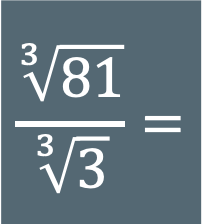 ∛81
∛3 =